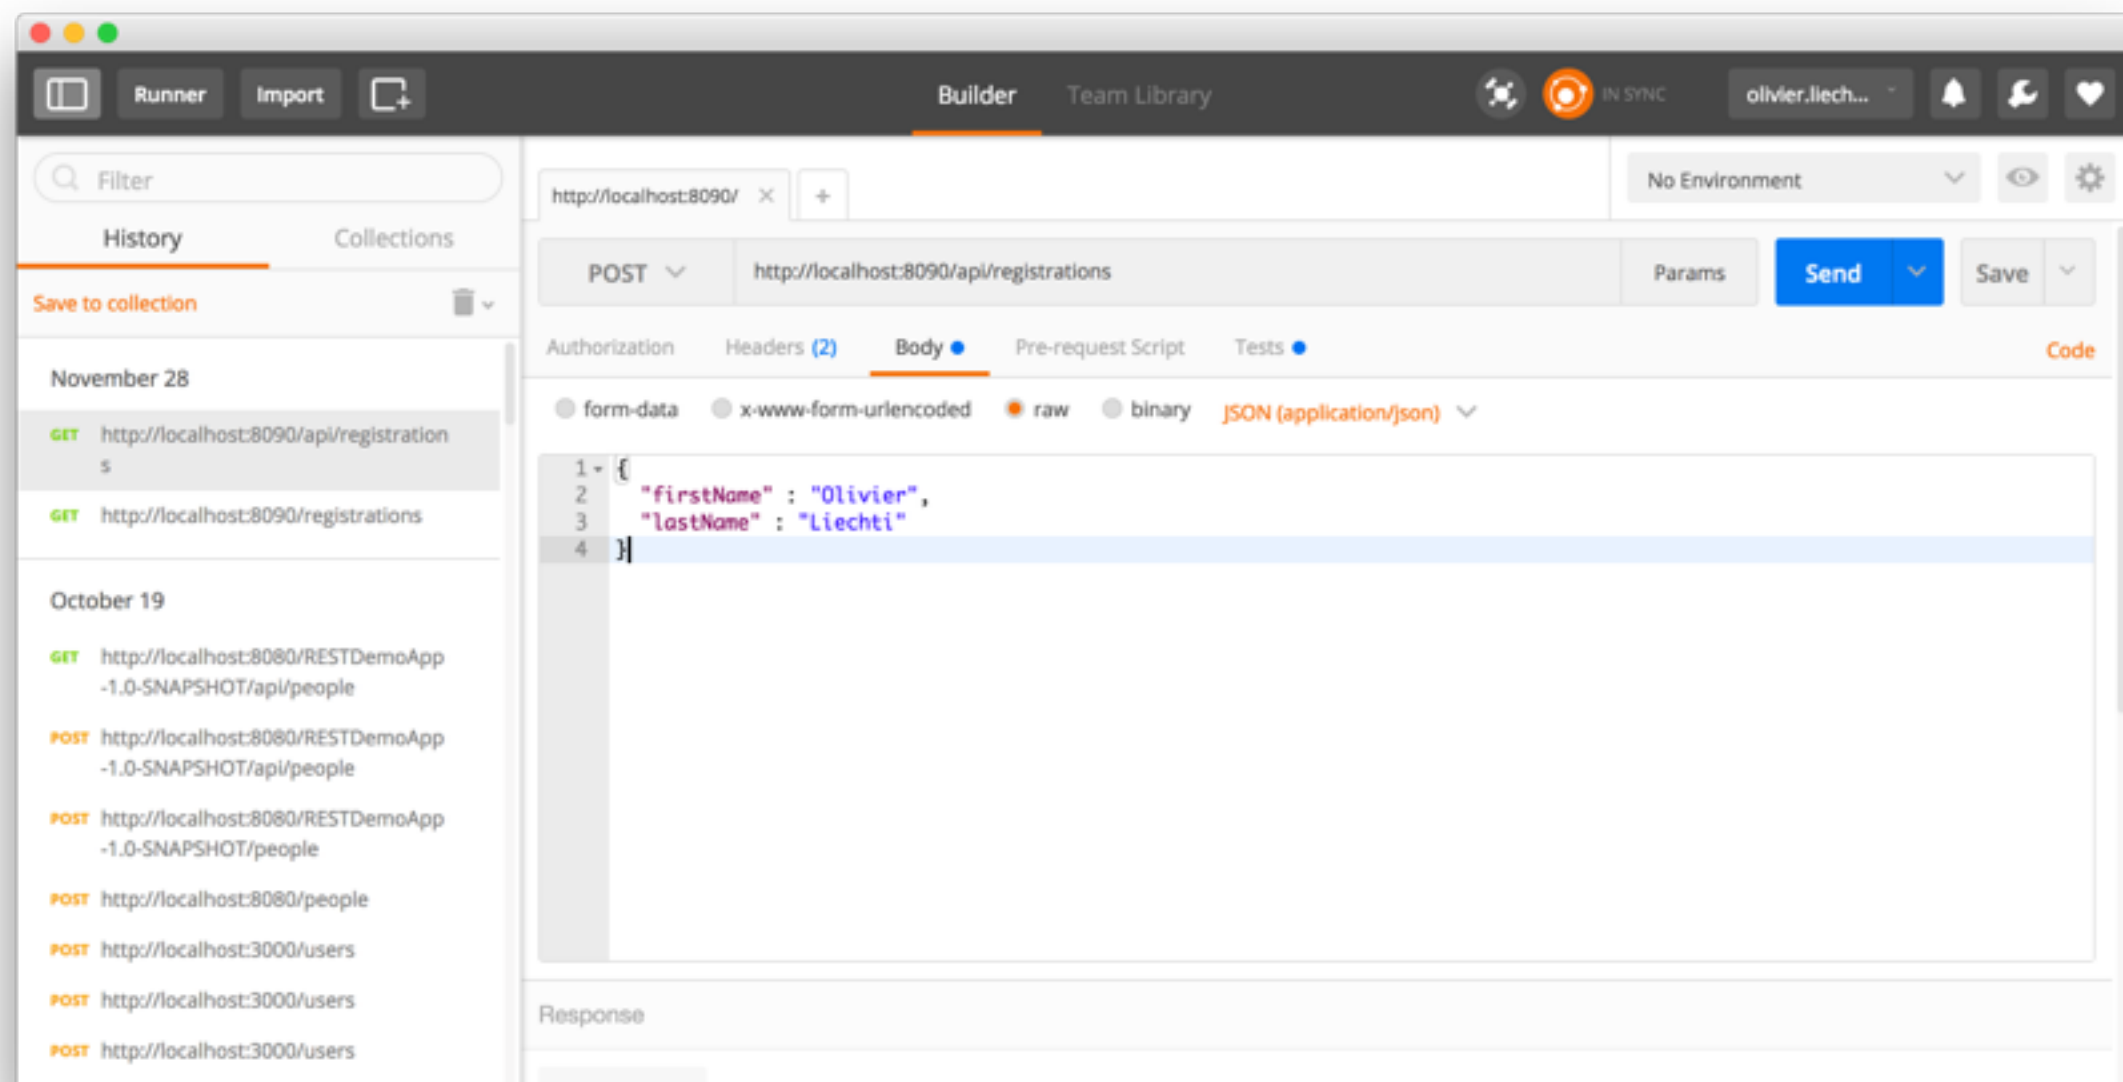 Runner Import Builder Team Library IN SYNC olivier.liech...
Filter
http://localhost:8090/ No Environment
History Collections
POST http://localhost:8090/api/registrations Params Send Save
Save to collection
Authorization Headers (2) Body Pre-request Script Tests Code
November 28
form-data x-www-form-urlencoded raw binary JSON (application/json)
GET http://localhost:8090/api/registration
s
GET http://localhost:8090/registrations
1 {
2 "firstName" : "Olivier",
3 "lastName" : "Liechti"
4 }
October 19
GET http://localhost:8080/RESTDemoApp
-1.0-SNAPSHOT/api/people
POST http://localhost:8080/RESTDemoApp
-1.0-SNAPSHOT/api/people
POST http://localhost:8080/RESTDemoApp
-1.0-SNAPSHOT/people
POST http://localhost:8080/people
POST http://localhost:3000/users
POST http://localhost:3000/users
POST http://localhost:3000/users
Response